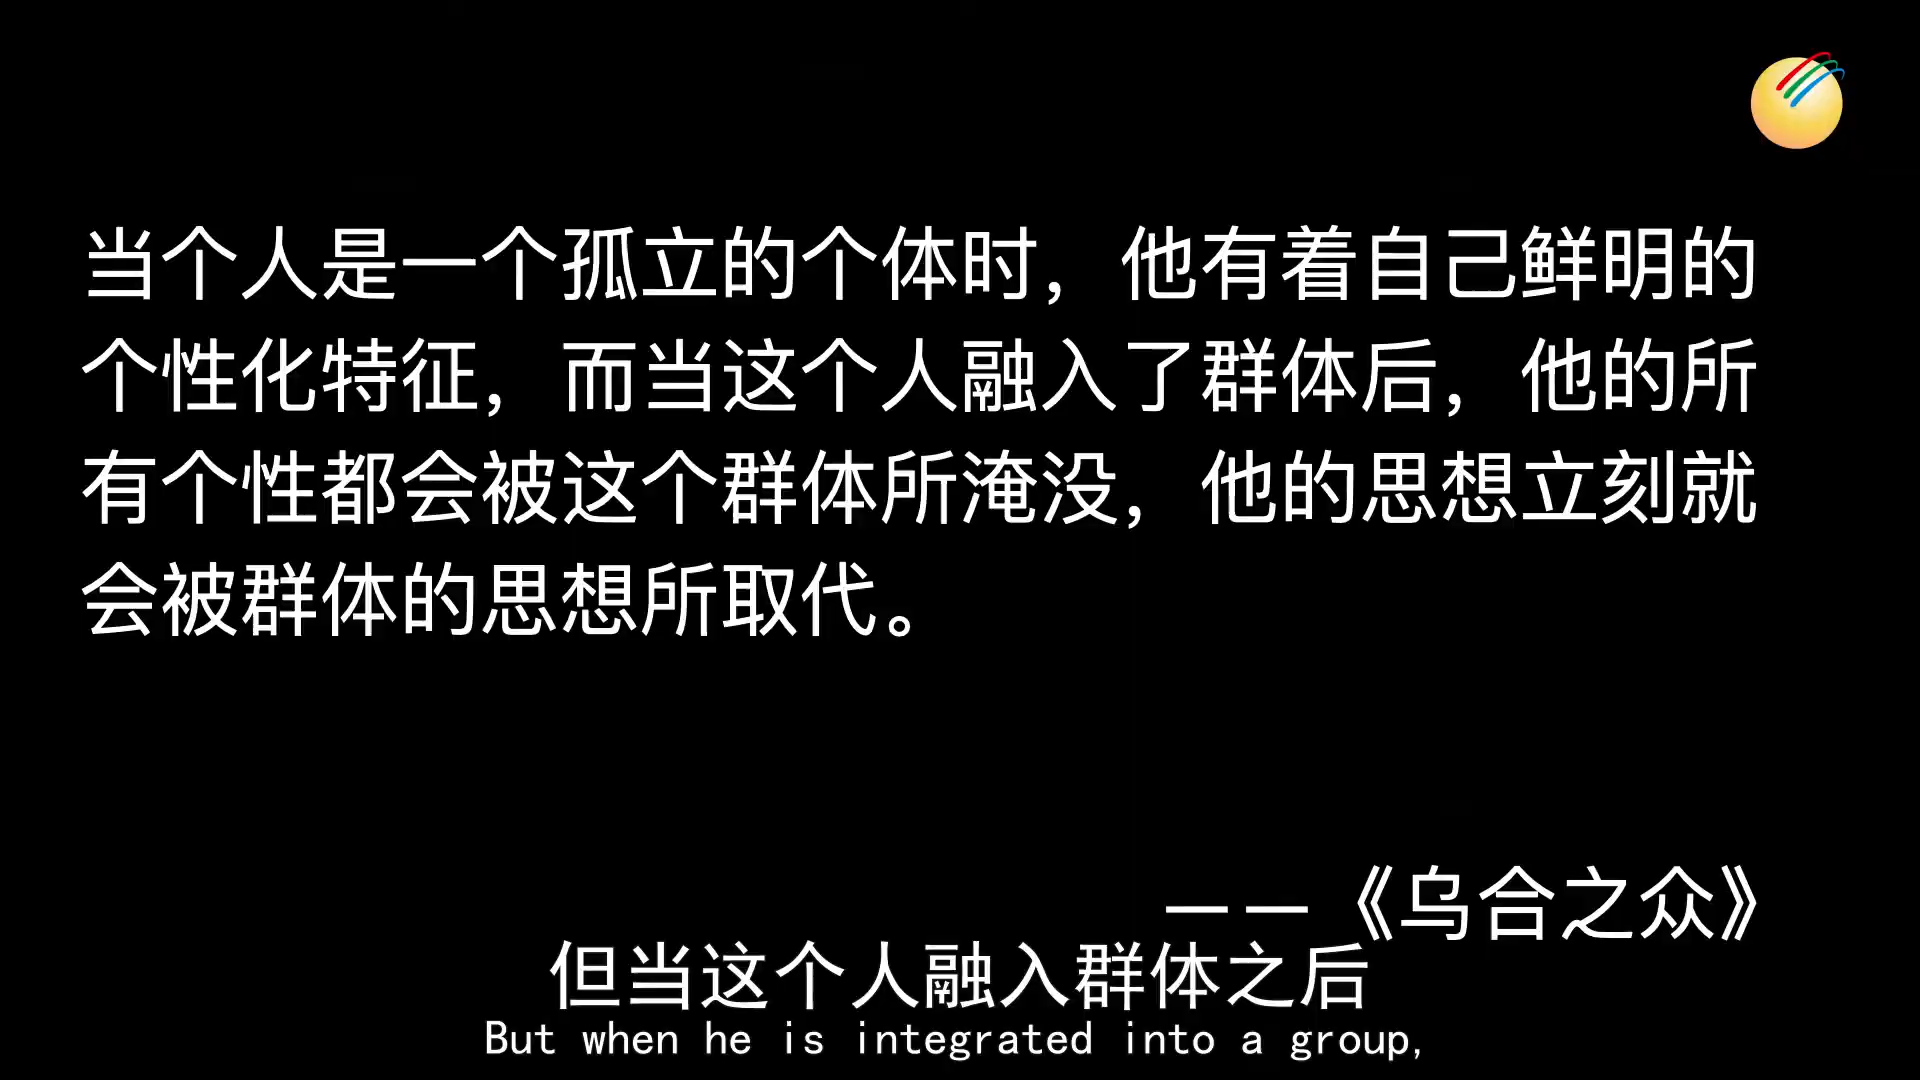 当个人是一个孤立的个体时，他有着自己鲜明的
个性化特征，而当这个人融入了群体后，他的所
有个性都会被这个群体所淹没，他的思想立刻就
会被群体的思想所取代。
——《乌合之众》
但当这个人融入群体之后
But when he is integrated into a group,